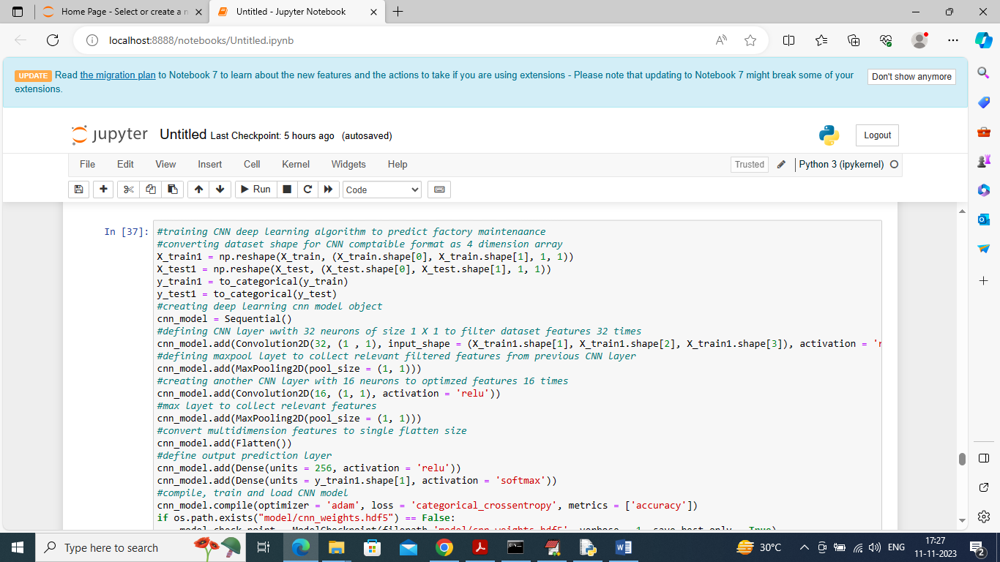 Home Page - Select or create a n
Untitled - Jupyter Notebook
localhost:8888/notebooks/Untitled.ipynb
UPDATE Read the migration plan to Notebook 7 to learn about the new features and the actions to take if you are using extensions - Please note that updating to Notebook 7 might break some of your
extensions.
Don't show anymore
jupyter Untitled Last Checkpoint: 5 hours ago (autosaved)
Logout
File Edit View Insert Cell Kernel Widgets Help
Trusted Python 3 (ipykernel)
Run Code
In [37]: #training CNN deep learning algorithm to predict factory maintenaance
#converting dataset shape for CNN comptaible format as 4 dimension array
X_train1 = np.reshape(X_train, (X_train.shape[0], X_train.shape[1], 1, 1))
X_test1 = np.reshape(X_test, (X_test.shape[0], X_test.shape[1], 1, 1))
y_train1 = to_categorical(y_train)
y_test1 = to_categorical(y_test)
#creating deep learning cnn model object
cnn_model = Sequential()
#defining CNN layer wwith 32 neurons of size 1 X 1 to filter dataset features 32 times
cnn_model.add(Convolution2D(32, (1 , 1), input_shape = (X_train1.shape[1], X_train1.shape[2], X_train1.shape[3]), activation = 'r
#defining maxpool layet to collect relevant filtered features from previous CNN layer
cnn_model.add(MaxPooling2D(pool_size = (1, 1)))
#creating another CNN layer with 16 neurons to optimzed features 16 times
cnn_model.add(Convolution2D(16, (1, 1), activation = 'relu'))
#max layet to collect relevant features
cnn_model.add(MaxPooling2D(pool_size = (1, 1)))
#convert multidimension features to single flatten size
cnn_model.add(Flatten())
#define output prediction layer
cnn_model.add(Dense(units = 256, activation = 'relu'))
cnn_model.add(Dense(units = y_train1.shape[1], activation = 'softmax'))
#compile, train and load CNN model
cnn_model.compile(optimizer = 'adam', loss = 'categorical_crossentropy', metrics = ['accuracy'])
if os.path.exists("model/cnn_weights.hdf5") == False:
model_check_point = ModelCheckpoint(filepath='model/cnn_weights.hdf5', verbose = 1, save_best_only = True)
Type here to search
30°C
ENG
17:27
11-11-2023
2